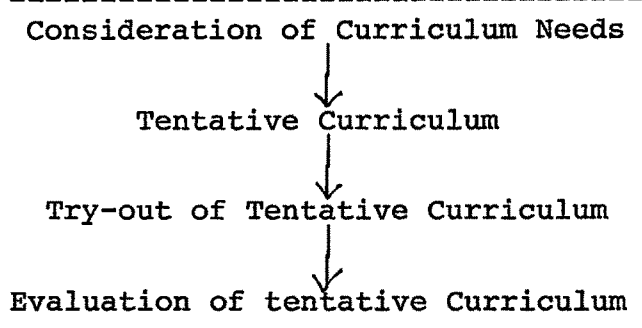 Consideration of Curriculum Needs
Tentative Curriculum
Try-out of Tentative Curriculum
Evaluation of tentative Curriculum